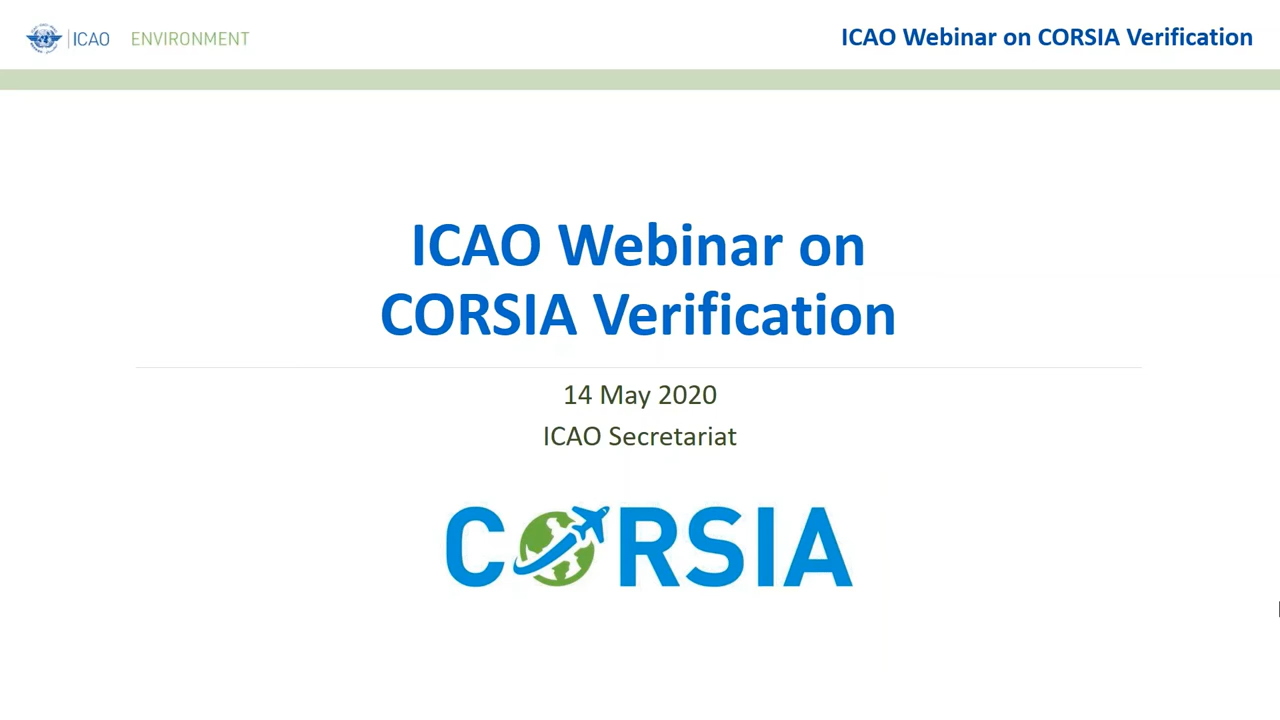 ICAO ENVIRONMENT
ICAO Webinar on CORSIA Verification
ICAO Webinar on
CORSIA Verification
14 May 2020
ICAO Secretariat
CORSIA